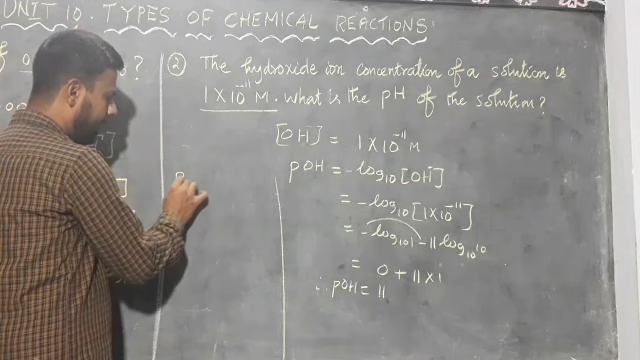 UNIT 10. TYPES OF CHEMICAL REACTIONS:
?
② The hydroxide ion concentration of a solution is
1×10⁻¹¹ M. What is the pH of the solution?
[OH⁻] = 1×10⁻¹¹ M
pOH = -log₁₀[OH⁻]
= -log₁₀[1×10⁻¹¹]
= -log₁₀1 - 11 log₁₀10
= 0 + 11×1
∴ pOH = 11